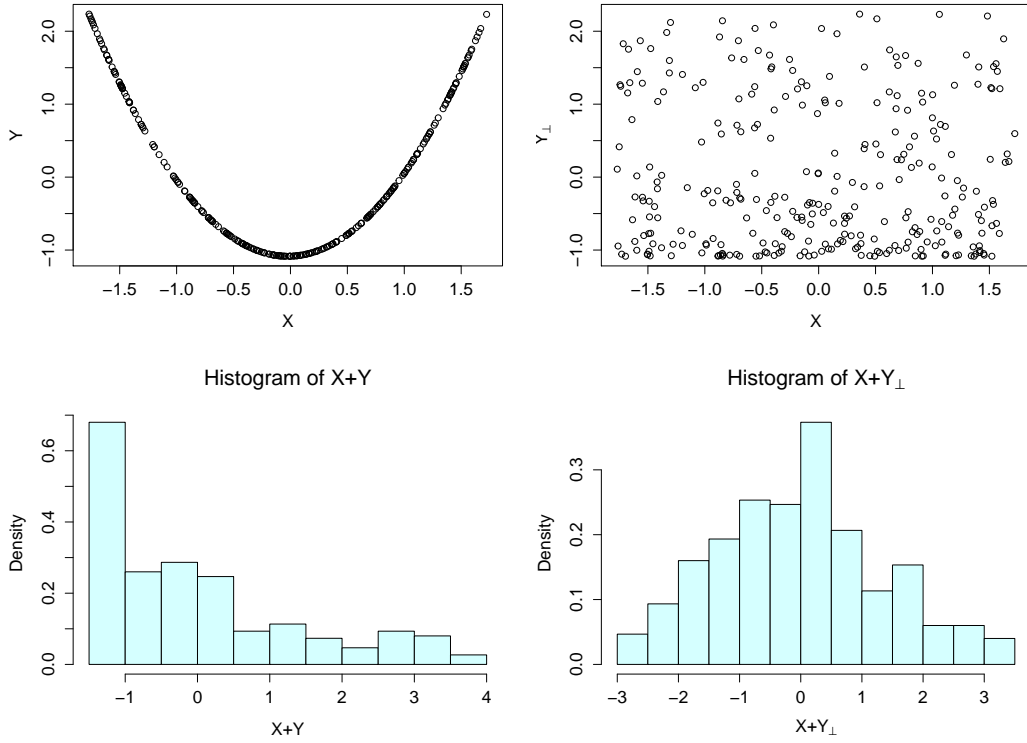 2.0
1.0
0.0
−1.0
Y
−1.5 −1.0 −0.5 0.0 0.5 1.0 1.5
X
2.0
1.0
0.0
−1.0
Y⊥
−1.5 −1.0 −0.5 0.0 0.5 1.0 1.5
X
Histogram of X+Y
0.6
0.4
0.2
0.0
Density
−1 0 1 2 3 4
X+Y
Histogram of X+Y⊥
0.3
0.2
0.1
0.0
Density
−3 −2 −1 0 1 2 3
X+Y⊥